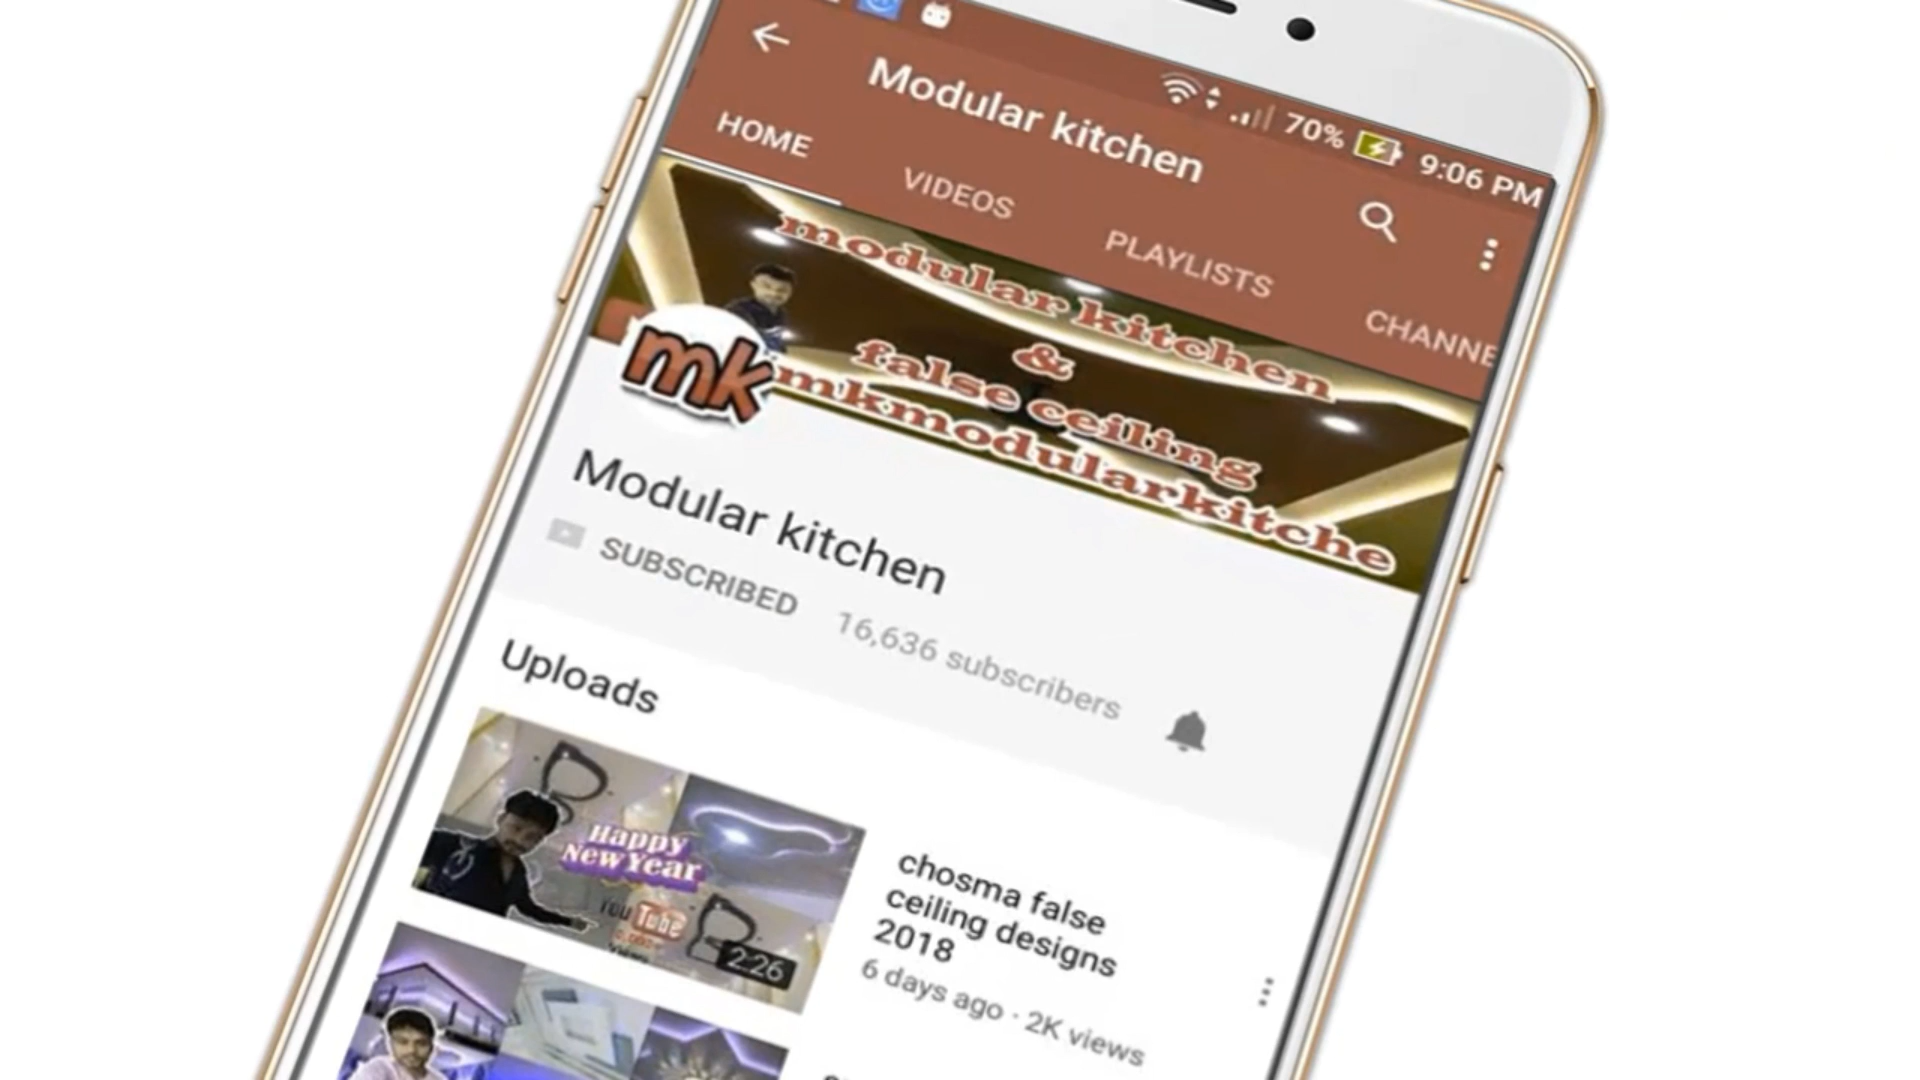 70% 9:06 PM
Modular kitchen
HOME VIDEOS PLAYLISTS CHANNE
modular kitchen
&
false ceiling
mkmodularkitche
mk
Modular kitchen
SUBSCRIBED 16,636 subscribers
Uploads
Happy
New Year
You Tube
2:26
chosma false
ceiling designs
2018
6 days ago · 2K views